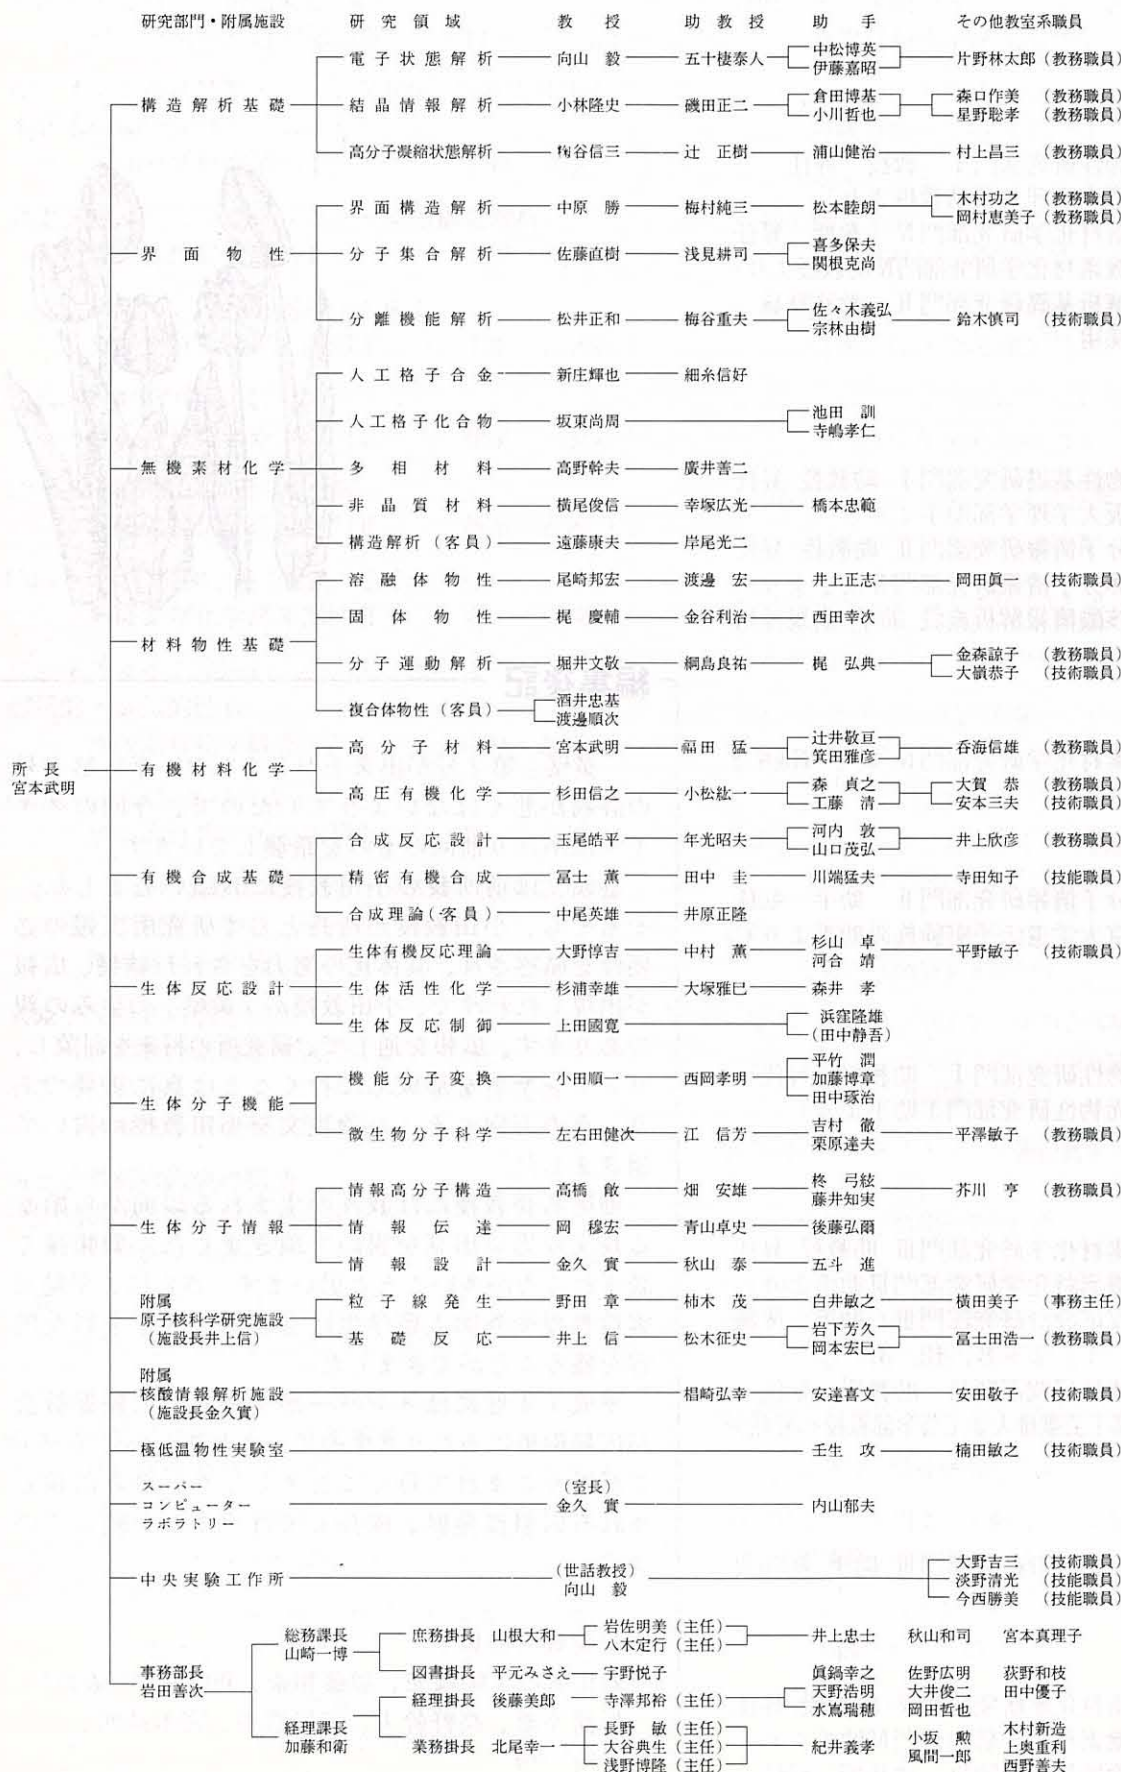 研究部門・附属施設 研究領域 教授 助教授 助手 その他教室系職員
電子状態解析 向山 毅 五十棲泰人 中松博英 片野林太郎 (教務職員)
伊藤嘉昭
構造解析基礎 結晶情報解析 小林隆史 磯田正二 倉田博基 森口作美 (教務職員)
小川哲也 星野聡孝 (教務職員)
高分子凝縮状態解析 梅谷信三 辻 正樹 浦山健治 村上昌三 (教務職員)
界面構造解析 中原 勝 梅村純三 松本睦朗 木村功之 (教務職員)
岡村恵美子 (教務職員)
界面物性 分子集合解析 佐藤直樹 浅見耕司 喜多保夫
関根克尚
分離機能解析 松井正和 梅谷重夫 佐々木義弘 鈴木慎司 (技術職員)
宗林由樹
人工格子合金 新庄輝也 細糸信好
人工格子化合物 坂東尚周 池田 訓
寺嶋孝仁
無機素材化学 多相材料 高野幹夫 廣井善二
非晶質材料 横尾俊信 幸塚広光 橋本忠範
構造解析(客員) 遠藤康夫 岸尾光二
溶融体物性 尾崎邦宏 渡邊 宏 井上正志 岡田眞一 (技術職員)
固体物性 梶 慶輔 金谷利治 西田幸次
材料物性基礎
分子運動解析 堀井文敬 綱島良祐 梶 弘典 金森諒子 (教務職員)
大嶺恭子 (技術職員)
複合体物性(客員) 酒井忠基
渡邊順次
高分子材料 宮本武明 福田 猛 辻井敬亘 呑海信雄 (教務職員)
箕田雅彦
所長 有機材料化学
宮本武明
高圧有機化学 杉田信之 小松紘一 森 貞之 大賀 恭 (教務職員)
工藤 清 安本三夫 (技術職員)
合成反応設計 玉尾皓平 年光昭夫 河内 敦 井上欣彦 (教務職員)
山口茂弘
有機合成基礎 精密有機合成 冨士 薫 田中 圭 川端猛夫 寺田知子 (技能職員)
合成理論(客員) 中尾英雄 井原正隆
生体有機反応理論 大野惇吉 中村 薫 杉山 卓 平野敏子 (技術職員)
河合 靖
生体反応設計 生体活性化学 杉浦幸雄 大塚雅巳 森井 孝
生体反応制御 上田國寛 浜窪隆雄
(田中静吾)
機能分子変換 小田順一 西岡孝明 平竹 潤
加藤博章
田中琢治
生体分子機能
微生物分子科学 左右田健次 江 信芳 吉村 徹 平澤敏子 (教務職員)
栗原達夫
情報高分子構造 高橋 敏 畑 安雄 柊 弓絃 芥川 亨 (教務職員)
藤井知実
生体分子情報 情報伝達 岡 穆宏 青山卓史 後藤弘爾
情報設計 金久 實 秋山 泰 五斗 進
附属
原子核科学研究施設
(施設長井上信)
粒子線発生 野田 章 柿木 茂 白井敏之 横田美子 (事務主任)
基礎反応 井上 信 松木征史 岩下芳久 冨士田浩一 (教務職員)
岡本宏巳
附属
核酸情報解析施設 椙崎弘幸 安達喜文 安田敬子 (技術職員)
(施設長金久實)
極低温物性実験室 壬生 攻 楠田敏之 (技術職員)
スーパー
コンピューター
ラボラトリー
(室長)
金久 實 内山郁夫
中央実験工作所 (世話教授)
向山 毅
大野吉三 (技術職員)
淡野清光 (技能職員)
今西勝美 (技能職員)
事務部長
岩田善次
総務課長
山崎一博
庶務掛長 山根大和 岩佐明美 (主任) 井上忠士 秋山和司 宮本真理子
八木定行 (主任)
図書掛長 平元みさえ 宇野悦子 眞鍋幸之 佐野広明 荻野和枝
経理掛長 後藤美郎 寺澤邦裕 (主任) 天野浩明 大井俊二 田中優子
水嶌瑞穂 岡田哲也
経理課長
加藤和衛
業務掛長 北尾幸一 長野 敏 (主任) 紀井義孝 小坂 勲 木村新造
大谷典生 (主任) 風間一郎 上奥重利
浅野博隆 (主任) 西野善夫